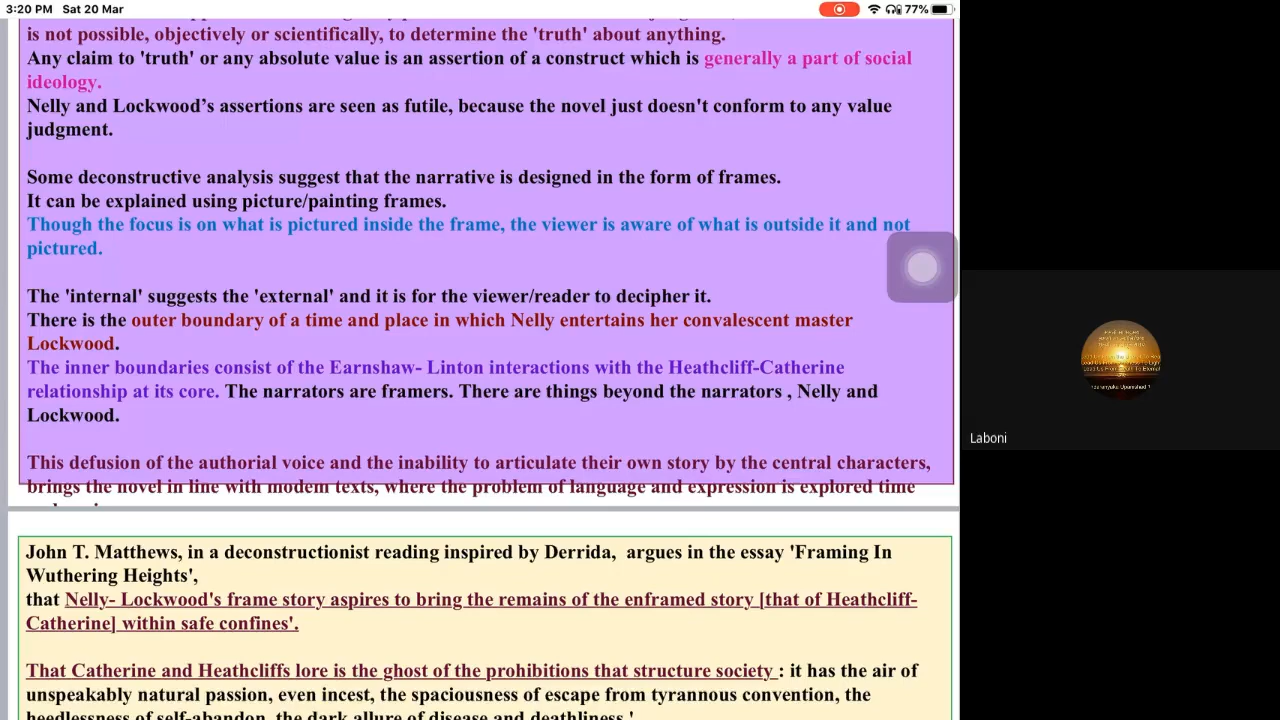 3:20 PM Sat 20 Mar
77%
is not possible, objectively or scientifically, to determine the 'truth' about anything.
Any claim to 'truth' or any absolute value is an assertion of a construct which is generally a part of social
ideology.
Nelly and Lockwood's assertions are seen as futile, because the novel just doesn't conform to any value
judgment.
Some deconstructive analysis suggest that the narrative is designed in the form of frames.
It can be explained using picture/painting frames.
Though the focus is on what is pictured inside the frame, the viewer is aware of what is outside it and not
pictured.
The 'internal' suggests the 'external' and it is for the viewer/reader to decipher it.
There is the outer boundary of a time and place in which Nelly entertains her convalescent master
Lockwood.
The inner boundaries consist of the Earnshaw- Linton interactions with the Heathcliff-Catherine
relationship at its core. The narrators are framers. There are things beyond the narrators , Nelly and
Lockwood.
This defusion of the authorial voice and the inability to articulate their own story by the central characters,
brings the novel in line with modem texts, where the problem of language and expression is explored time
John T. Matthews, in a deconstructionist reading inspired by Derrida, argues in the essay 'Framing In
Wuthering Heights',
that Nelly- Lockwood's frame story aspires to bring the remains of the enframed story [that of Heathcliff-
Catherine] within safe confines'.
That Catherine and Heathcliffs lore is the ghost of the prohibitions that structure society : it has the air of
unspeakably natural passion, even incest, the spaciousness of escape from tyrannous convention, the
heedlessness of self-abandon, the dark allure of disease and deathliness.'
Laboni